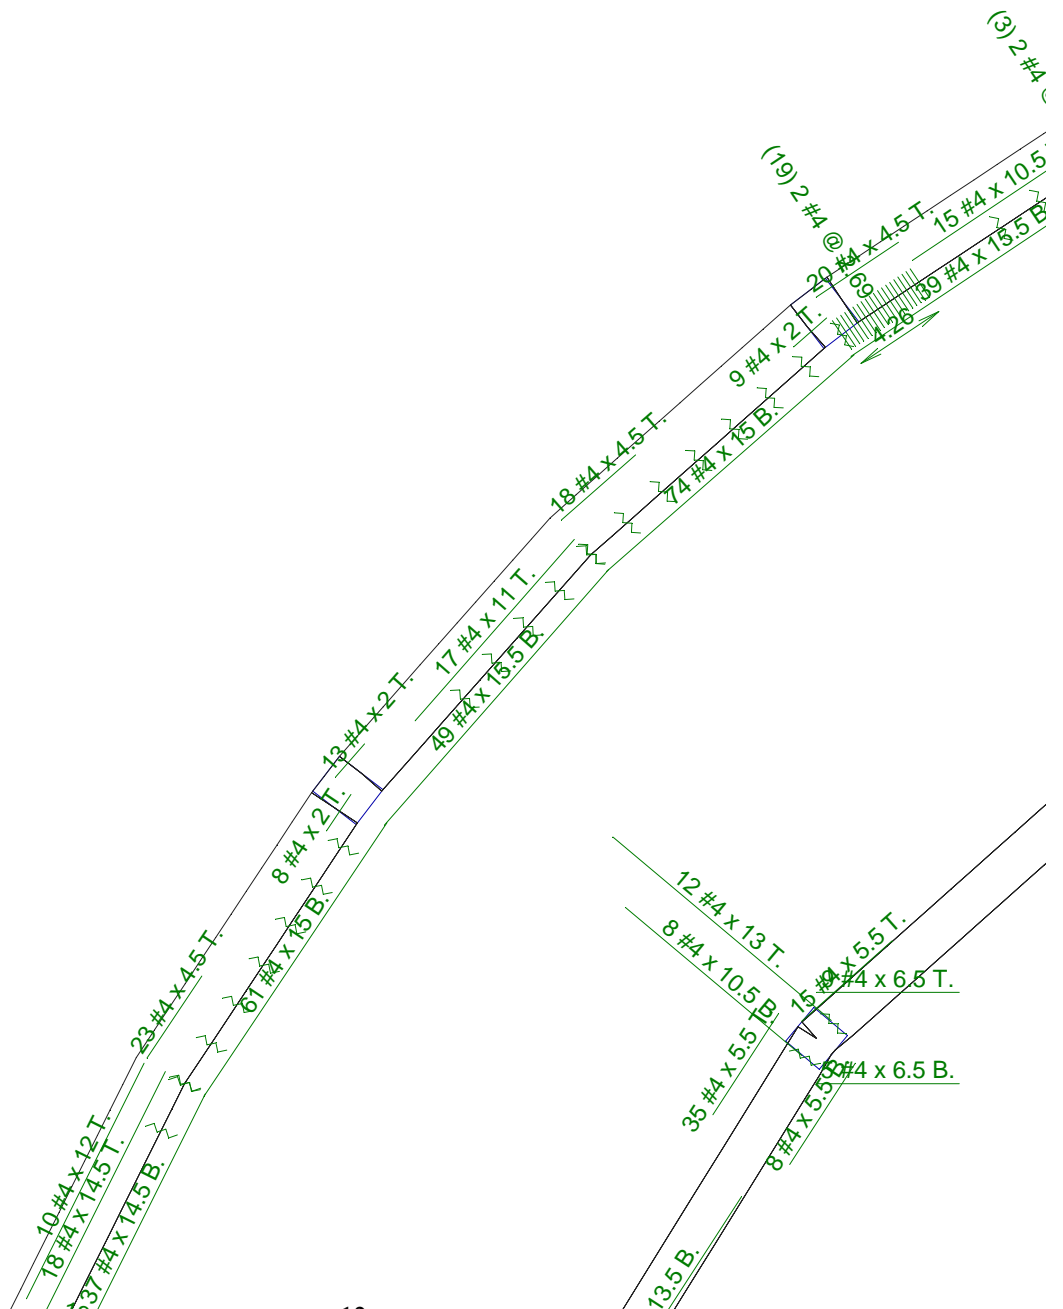 (3) 2 #4 @
(19) 2 #4 @ .69
15 #4 x 10.5
20 #4 x 4.5 T.
39 #4 x 15.5 B
4.26
9 #4 x 2 T.
18 #4 x 4.5 T.
74 #4 x 15 B.
17 #4 x 11 T.
49 #4 x 15.5 B.
13 #4 x 2 T.
8 #4 x 2 T.
61 #4 x 15 B.
23 #4 x 4.5 T.
12 #4 x 13 T.
8 #4 x 10.5 B.
15 #4 x 5.5 T.
9 #4 x 6.5 T.
35 #4 x 5.5 T.
#4 x 6.5 B.
8 #4 x 5.5 B.
10 #4 x 12 T.
18 #4 x 14.5 T.
37 #4 x 14.5 B.
13.5 B.